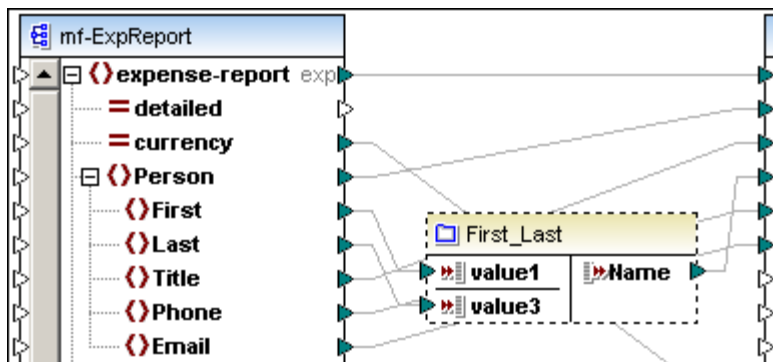 mf-ExpReport
expense-report exp
detailed
currency
Person
First
Last
Title
Phone
Email
First_Last
value1
Name
value3